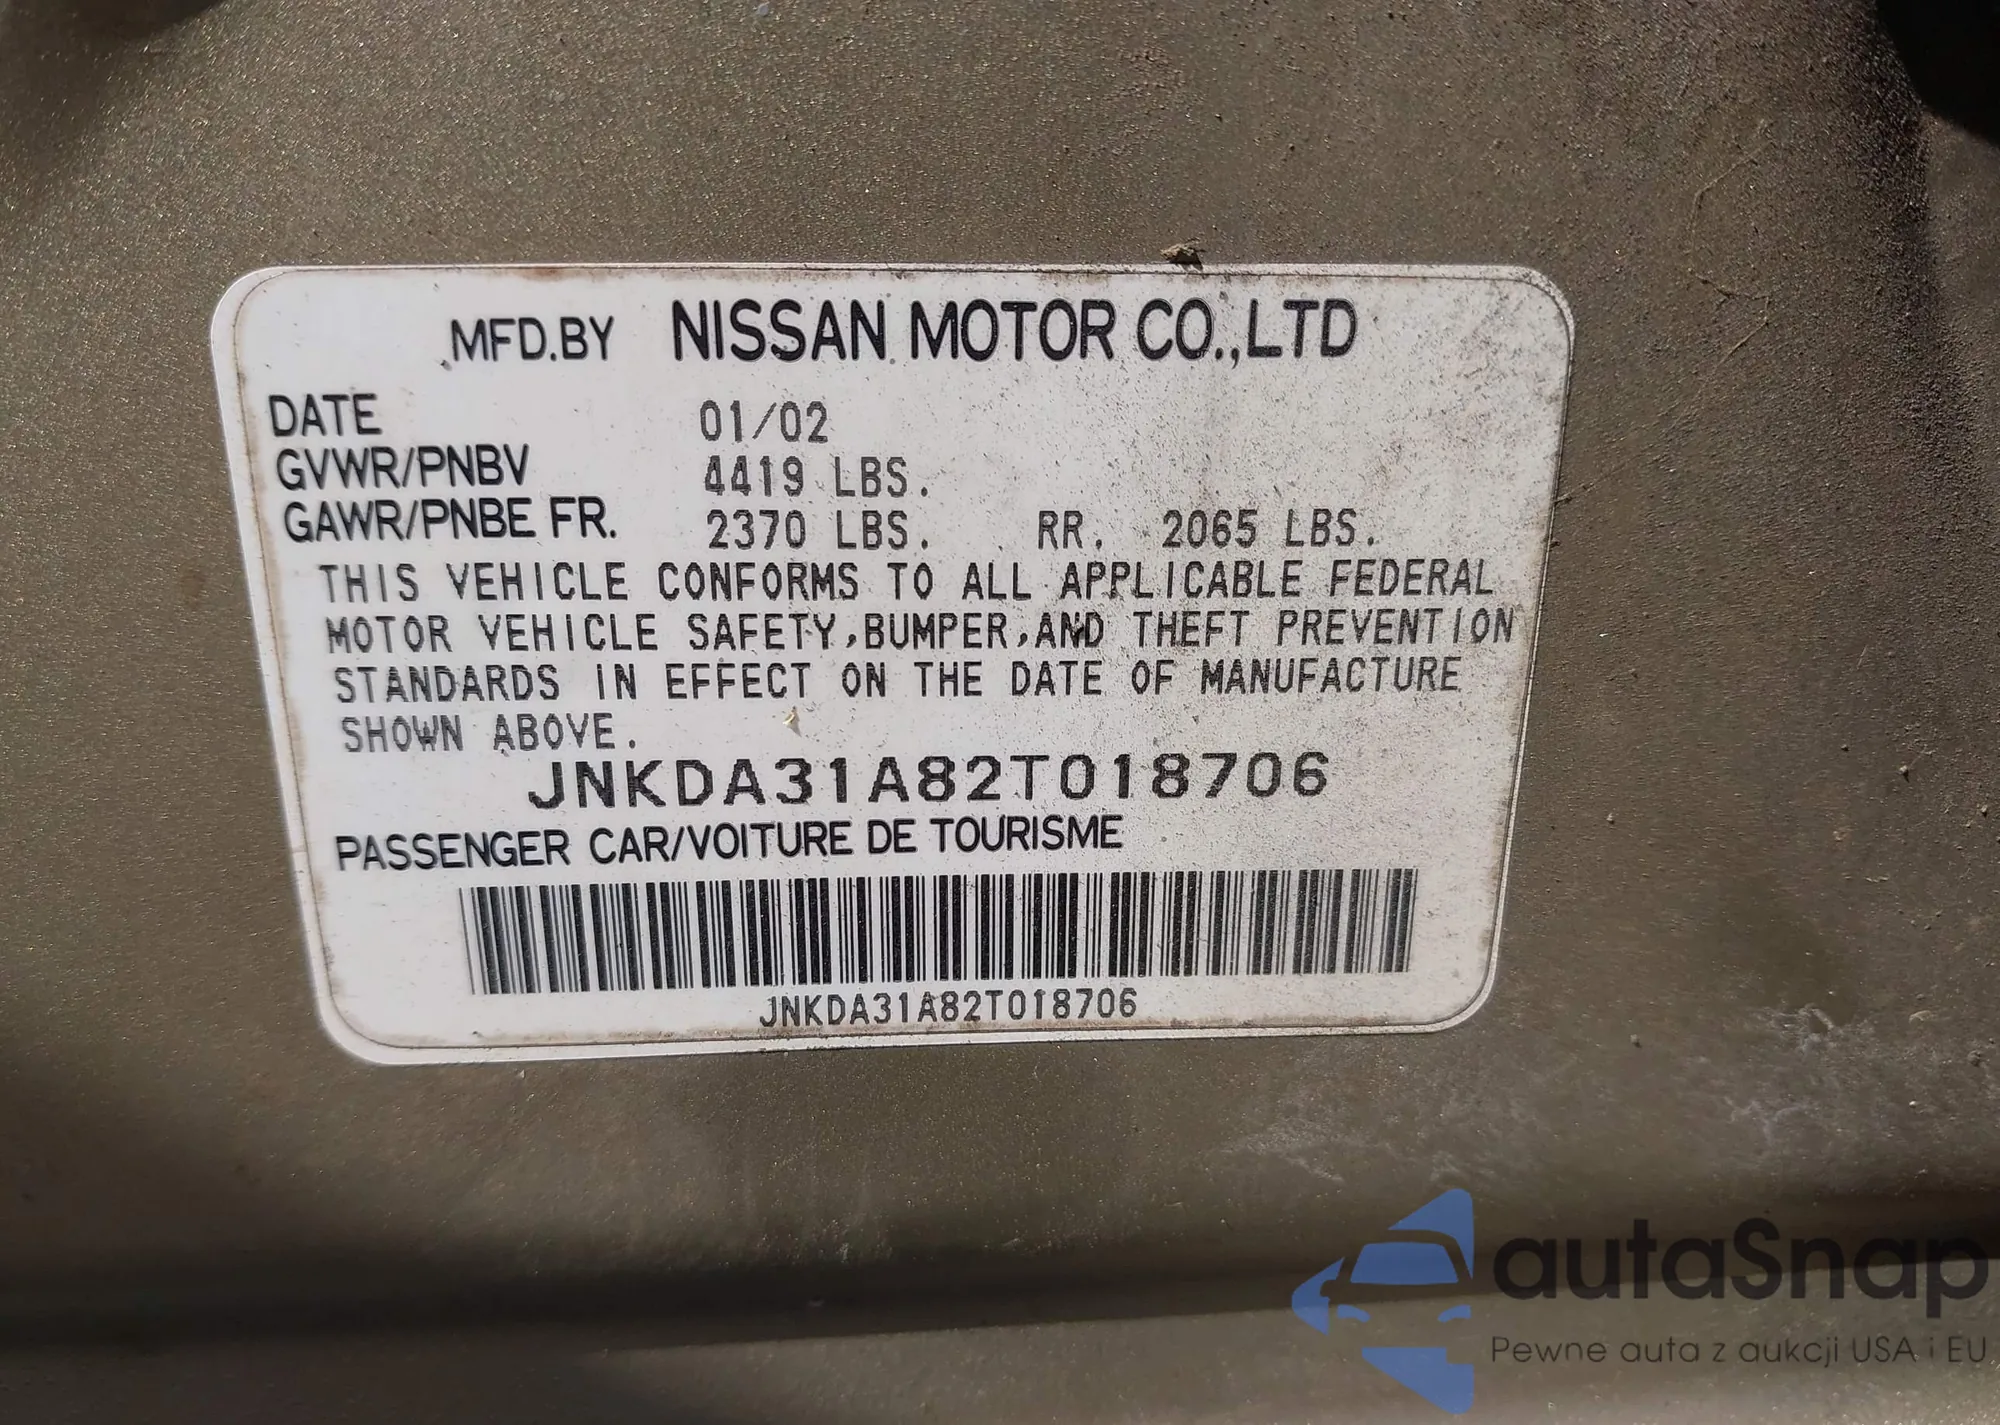 MFD.BY NISSAN MOTOR CO.,LTD
DATE 01/02
GVWR/PNBV 4419 LBS.
GAWR/PNBE FR. 2370 LBS. RR. 2065 LBS.
THIS VEHICLE CONFORMS TO ALL APPLICABLE FEDERAL
MOTOR VEHICLE SAFETY,BUMPER,AND THEFT PREVENTION
STANDARDS IN EFFECT ON THE DATE OF MANUFACTURE
SHOWN ABOVE.
JNKDA31A82T018706
PASSENGER CAR/VOITURE DE TOURISME
JNKDA31A82T018706
autaSnap
Pewne auta z aukcji USA i EU